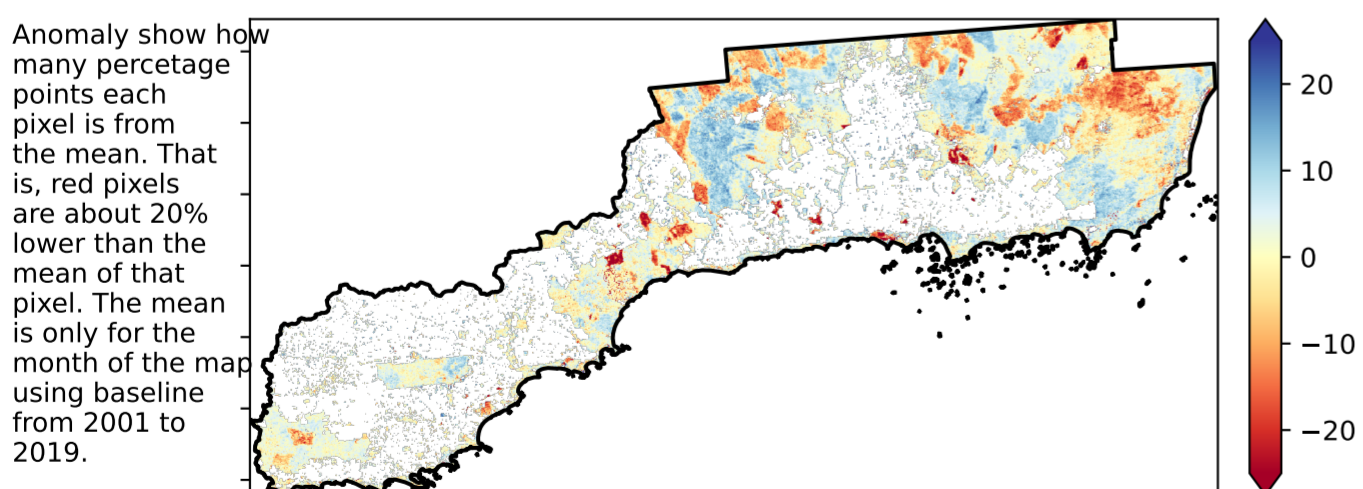 Anomaly show how
many percetage
points each
pixel is from
the mean. That
is, red pixels
are about 20%
lower than the
mean of that
pixel. The mean
is only for the
month of the map
using baseline
from 2001 to
2019.
20
10
0
−10
−20